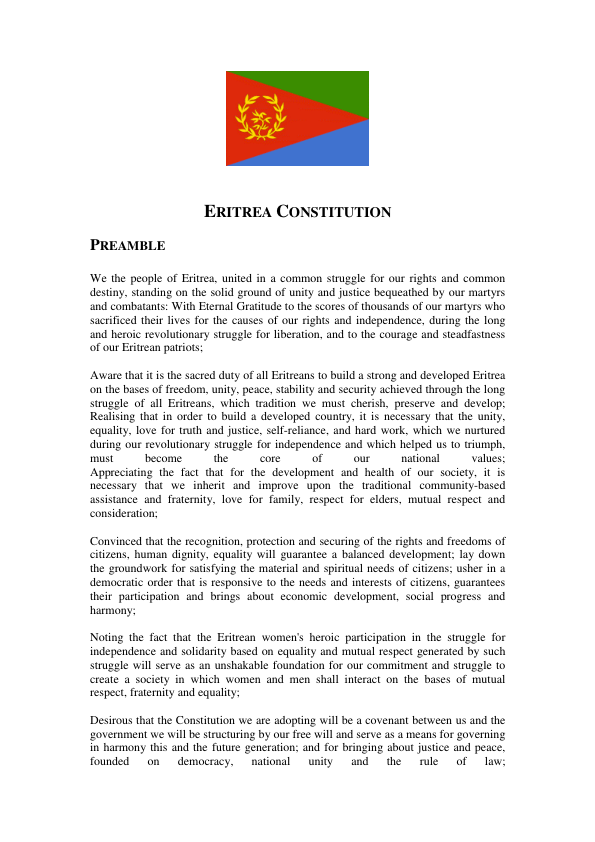 ERITREA CONSTITUTION
PREAMBLE
We the people of Eritrea, united in a common struggle for our rights and common
destiny, standing on the solid ground of unity and justice bequeathed by our martyrs
and combatants: With Eternal Gratitude to the scores of thousands of our martyrs who
sacrificed their lives for the causes of our rights and independence, during the long
and heroic revolutionary struggle for liberation, and to the courage and steadfastness
of our Eritrean patriots;
Aware that it is the sacred duty of all Eritreans to build a strong and developed Eritrea
on the bases of freedom, unity, peace, stability and security achieved through the long
struggle of all Eritreans, which tradition we must cherish, preserve and develop;
Realising that in order to build a developed country, it is necessary that the unity,
equality, love for truth and justice, self-reliance, and hard work, which we nurtured
during our revolutionary struggle for independence and which helped us to triumph,
must become the core of our national values;
Appreciating the fact that for the development and health of our society, it is
necessary that we inherit and improve upon the traditional community-based
assistance and fraternity, love for family, respect for elders, mutual respect and
consideration;
Convinced that the recognition, protection and securing of the rights and freedoms of
citizens, human dignity, equality will guarantee a balanced development; lay down
the groundwork for satisfying the material and spiritual needs of citizens; usher in a
democratic order that is responsive to the needs and interests of citizens, guarantees
their participation and brings about economic development, social progress and
harmony;
Noting the fact that the Eritrean women's heroic participation in the struggle for
independence and solidarity based on equality and mutual respect generated by such
struggle will serve as an unshakable foundation for our commitment and struggle to
create a society in which women and men shall interact on the bases of mutual
respect, fraternity and equality;
Desirous that the Constitution we are adopting will be a covenant between us and the
government we will be structuring by our free will and serve as a means for governing
in harmony this and the future generation; and for bringing about justice and peace,
founded on democracy, national unity and the rule of law;